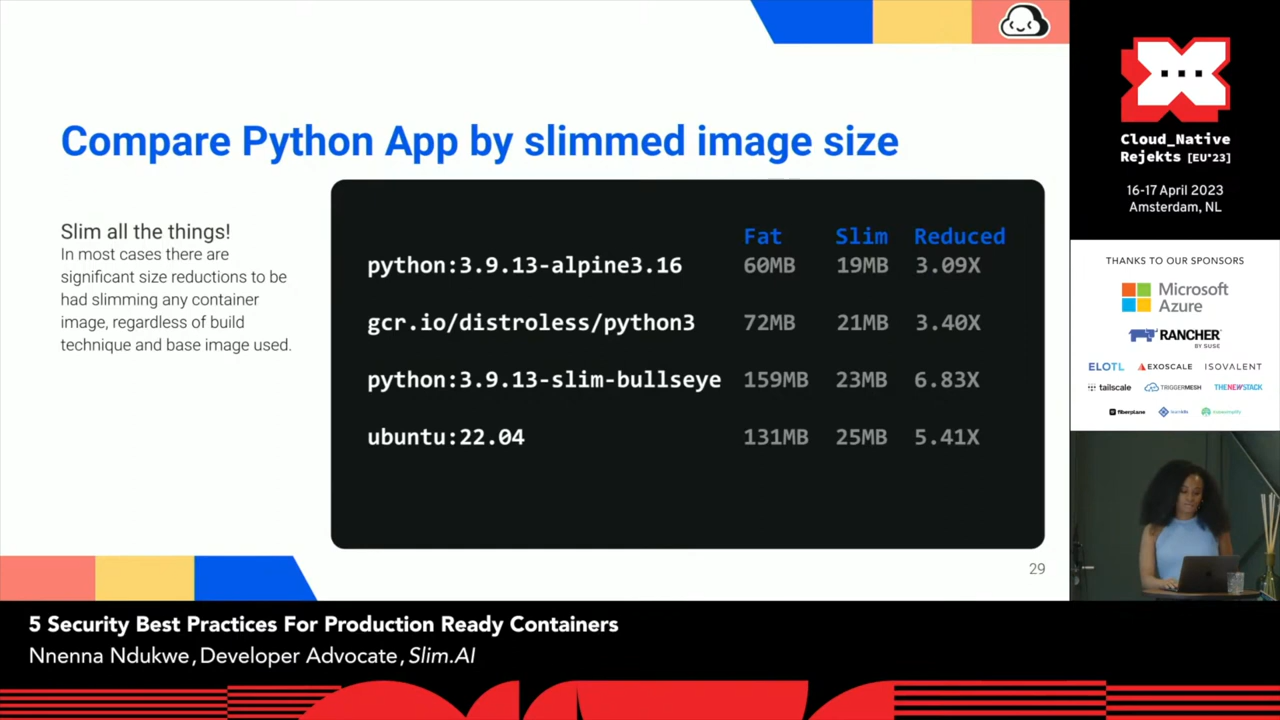 Compare Python App by slimmed image size
Slim all the things!
In most cases there are
significant size reductions to be
had slimming any container
image, regardless of build
technique and base image used.
Fat Slim Reduced
python:3.9.13-alpine3.16 60MB 19MB 3.09X
gcr.io/distroless/python3 72MB 21MB 3.40X
python:3.9.13-slim-bullseye 159MB 23MB 6.83X
ubuntu:22.04 131MB 25MB 5.41X
29
Cloud_Native
Rejekts [EU'23]
16-17 April 2023
Amsterdam, NL
THANKS TO OUR SPONSORS
Microsoft
Azure
RANCHER
BY SUSE
ELOTL EXOSCALE ISOVALENT
tailscale TRIGGERMESH THENEWSTACK
fiberplane
5 Security Best Practices For Production Ready Containers
Nnenna Ndukwe, Developer Advocate, Slim.AI